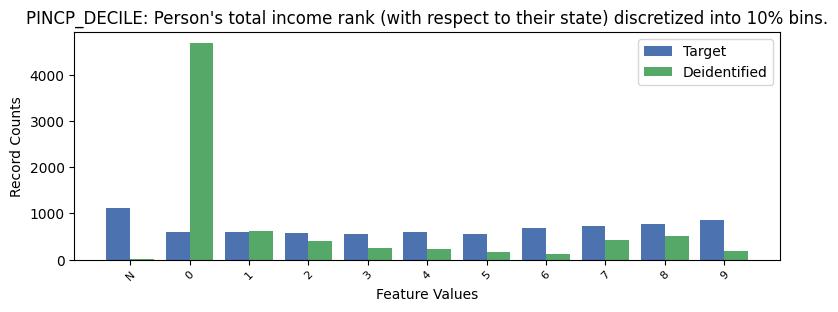 PINCP_DECILE: Person's total income rank (with respect to their state) discretized into 10% bins.
Target
Deidentified
Record Counts
4000
3000
2000
1000
0
N 0 1 2 3 4 5 6 7 8 9
Feature Values